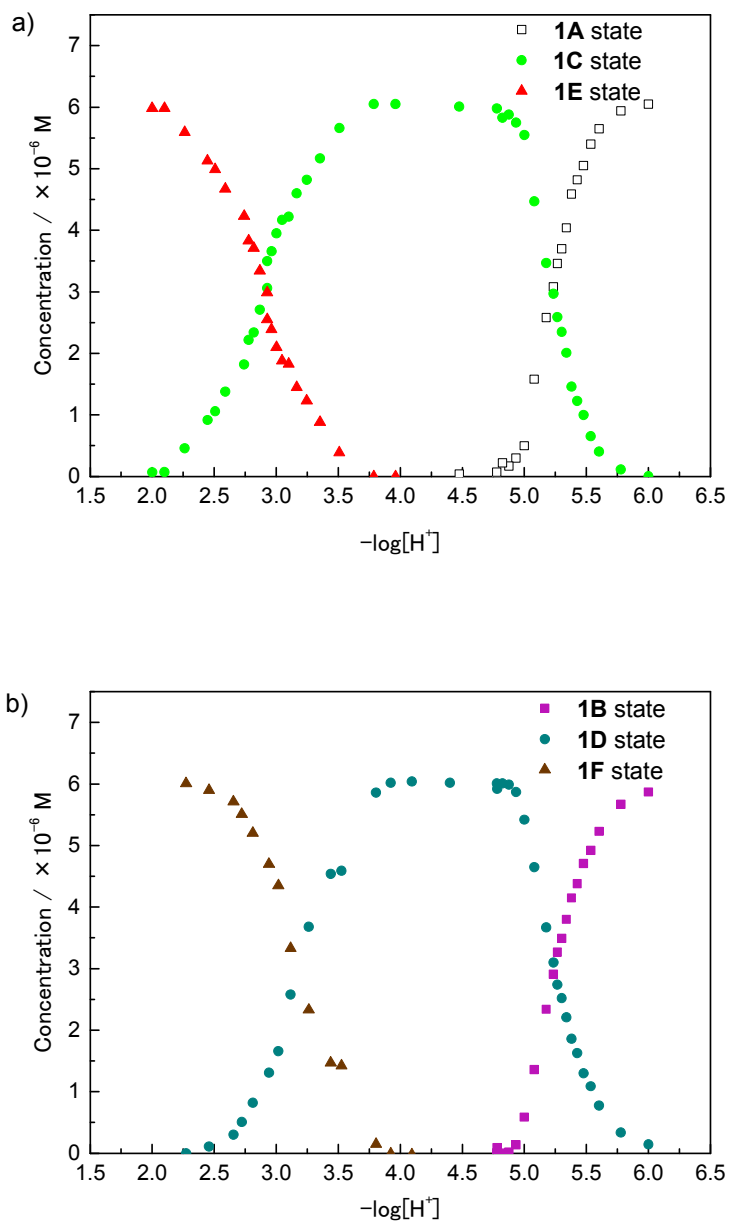 a)
1A state
1C state
1E state
7
6
5
4
3
2
1
0
Concentration / ×10⁻⁶ M
1.5 2.0 2.5 3.0 3.5 4.0 4.5 5.0 5.5 6.0 6.5
−log[H⁺]
b)
1B state
1D state
1F state
7
6
5
4
3
2
1
0
Concentration / ×10⁻⁶ M
1.5 2.0 2.5 3.0 3.5 4.0 4.5 5.0 5.5 6.0 6.5
−log[H⁺]